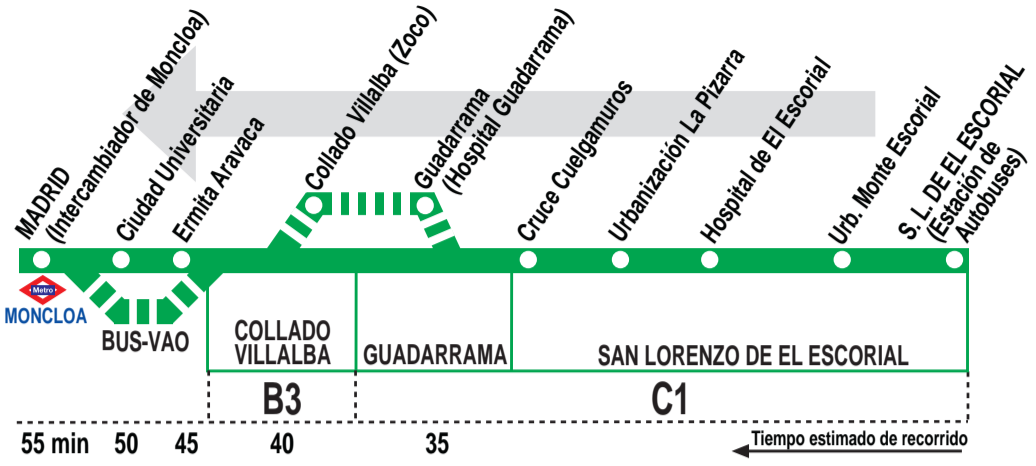 MADRID
(Intercambiador de Moncloa)
Ciudad Universitaria
Ermita Aravaca
Collado Villalba (Zoco)
Guadarrama
(Hospital Guadarrama)
Cruce Cuelgamuros
Urbanización La Pizarra
Hospital de El Escorial
Urb. Monte Escorial
S. L. DE EL ESCORIAL
(Estación de
Autobuses)
Metro
MONCLOA
BUS-VAO
COLLADO
VILLALBA
GUADARRAMA
SAN LORENZO DE EL ESCORIAL
B3
C1
55 min 50 45 40 35
Tiempo estimado de recorrido